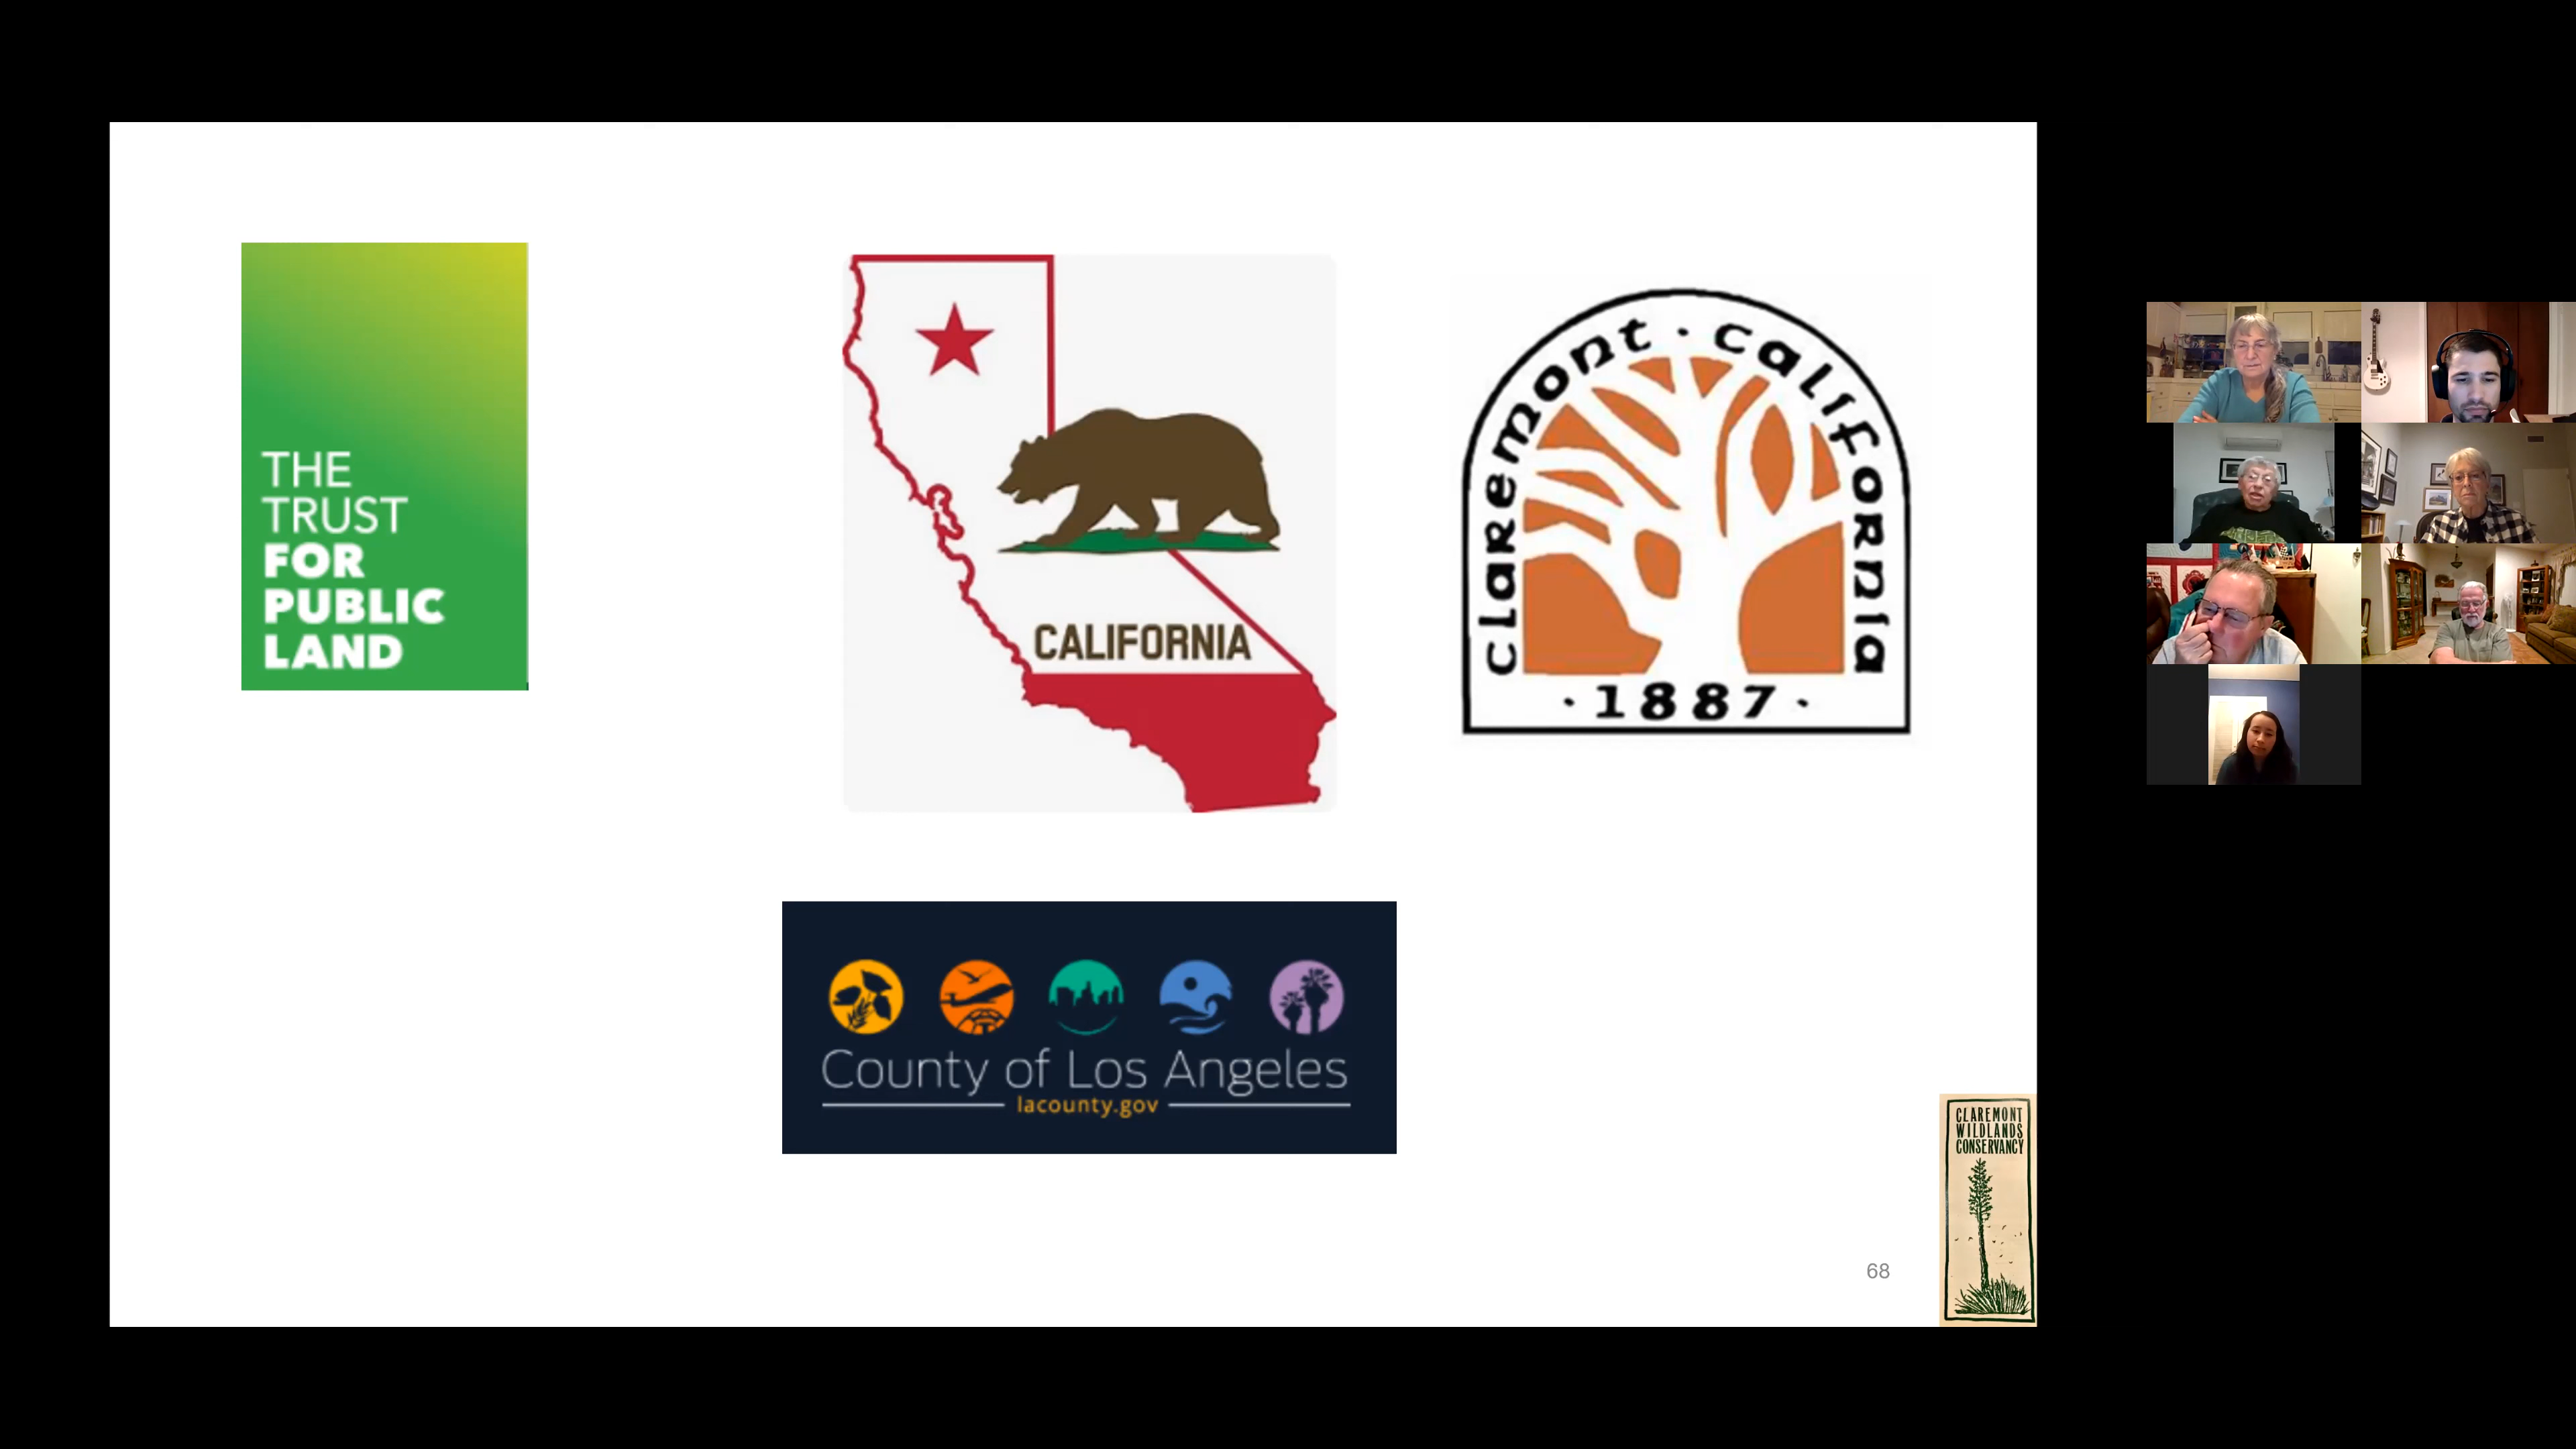 THE
TRUST
FOR
PUBLIC
LAND
CALIFORNIA
claremont · california
· 1887 ·
County of Los Angeles
lacounty.gov
68
CLAREMONT
WILDLANDS
CONSERVANCY